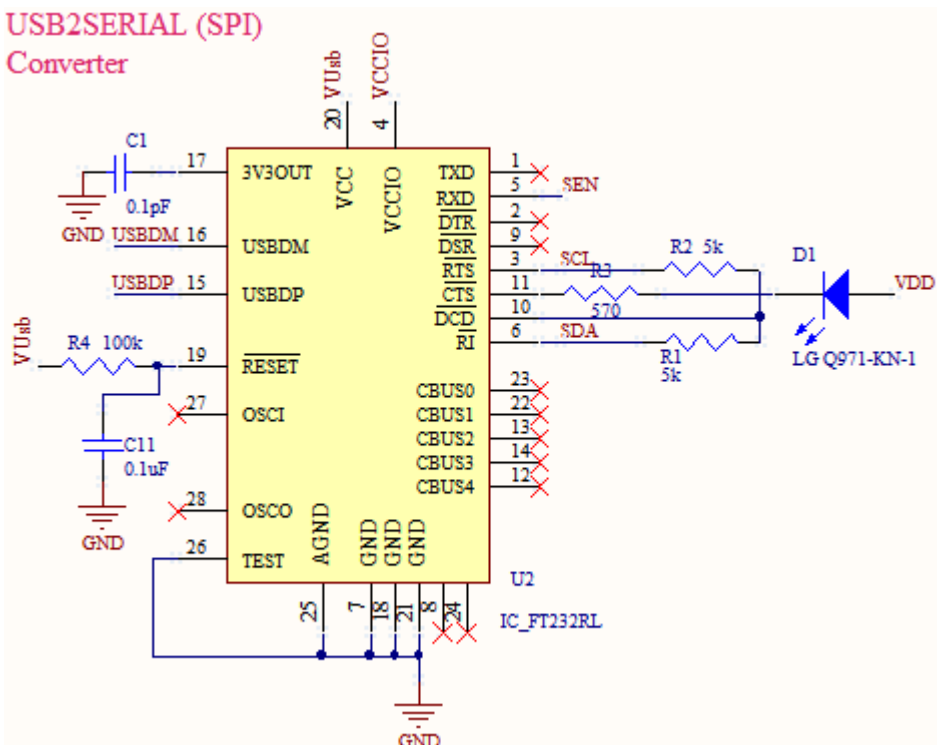 USB2SERIAL (SPI)
Converter
VUsb
VCCIO
20
4
C1
0.1pF
GND
17
3V3OUT
VCC
VCCIO
TXD
1
RXD
5
SEN
DTR
2
DSR
9
USBDM
16
USBDM
RTS
3
SCL
R2 5k
D1
USBDP
15
USBDP
CTS
11
R3
570
VDD
DCD
10
RI
6
SDA
R1
5k
LG Q971-KN-1
VUsb
R4 100k
19
RESET
27
OSCI
CBUS0
23
CBUS1
22
CBUS2
13
CBUS3
14
CBUS4
12
C11
0.1uF
GND
28
OSCO
26
TEST
AGND
GND
GND
GND
U2
25
7
18
21
8
24
IC_FT232RL
GND